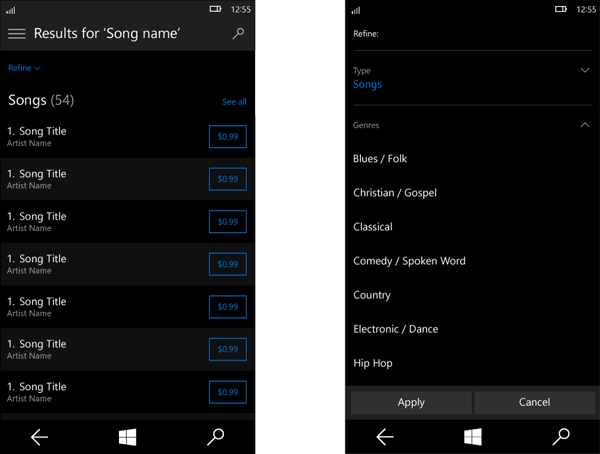 12:55
Results for ‘Song name’
Refine
Songs (54) See all
1. Song Title
Artist Name
$0.99
1. Song Title
Artist Name
$0.99
1. Song Title
Artist Name
$0.99
1. Song Title
Artist Name
$0.99
1. Song Title
Artist Name
$0.99
1. Song Title
Artist Name
$0.99
1. Song Title
Artist Name
$0.99
12:55
Refine:
Type
Songs
Genres
Blues / Folk
Christian / Gospel
Classical
Comedy / Spoken Word
Country
Electronic / Dance
Hip Hop
Apply Cancel